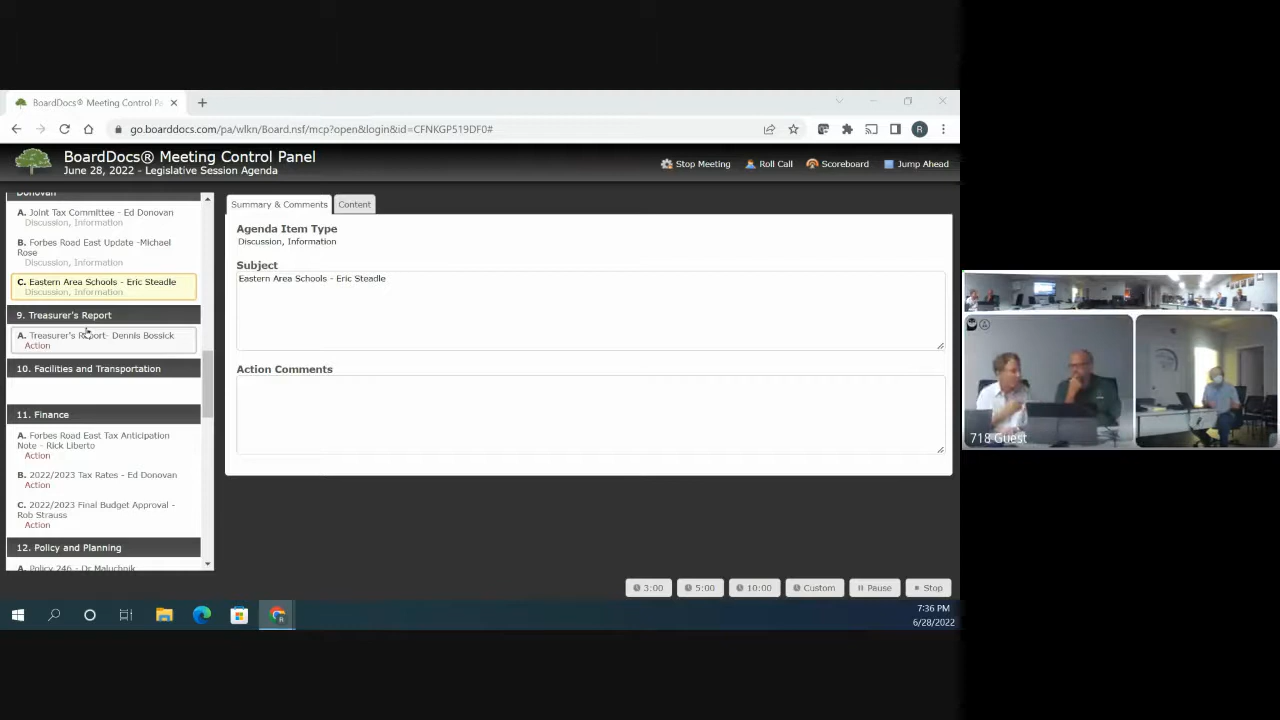 BoardDocs® Meeting Control Pa
go.boarddocs.com/pa/wlkn/Board.nsf/mcp?open&login&id=CFNKGP519DF0#
R
BoardDocs® Meeting Control Panel
June 28, 2022 - Legislative Session Agenda
Stop Meeting
Roll Call
Scoreboard
Jump Ahead
Donovan
A. Joint Tax Committee - Ed Donovan
Discussion, Information
B. Forbes Road East Update -Michael
Rose
Discussion, Information
C. Eastern Area Schools - Eric Steadle
Discussion, Information
9. Treasurer's Report
A. Treasurer's Report- Dennis Bossick
Action
10. Facilities and Transportation
11. Finance
A. Forbes Road East Tax Anticipation
Note - Rick Liberto
Action
B. 2022/2023 Tax Rates - Ed Donovan
Action
C. 2022/2023 Final Budget Approval -
Rob Strauss
Action
12. Policy and Planning
A. Policy 246 - Dr Maluchnik
Summary & Comments
Content
Agenda Item Type
Discussion, Information
Subject
Eastern Area Schools - Eric Steadle
Action Comments
3:00
5:00
10:00
Custom
Pause
Stop
718 Guest
7:36 PM
6/28/2022